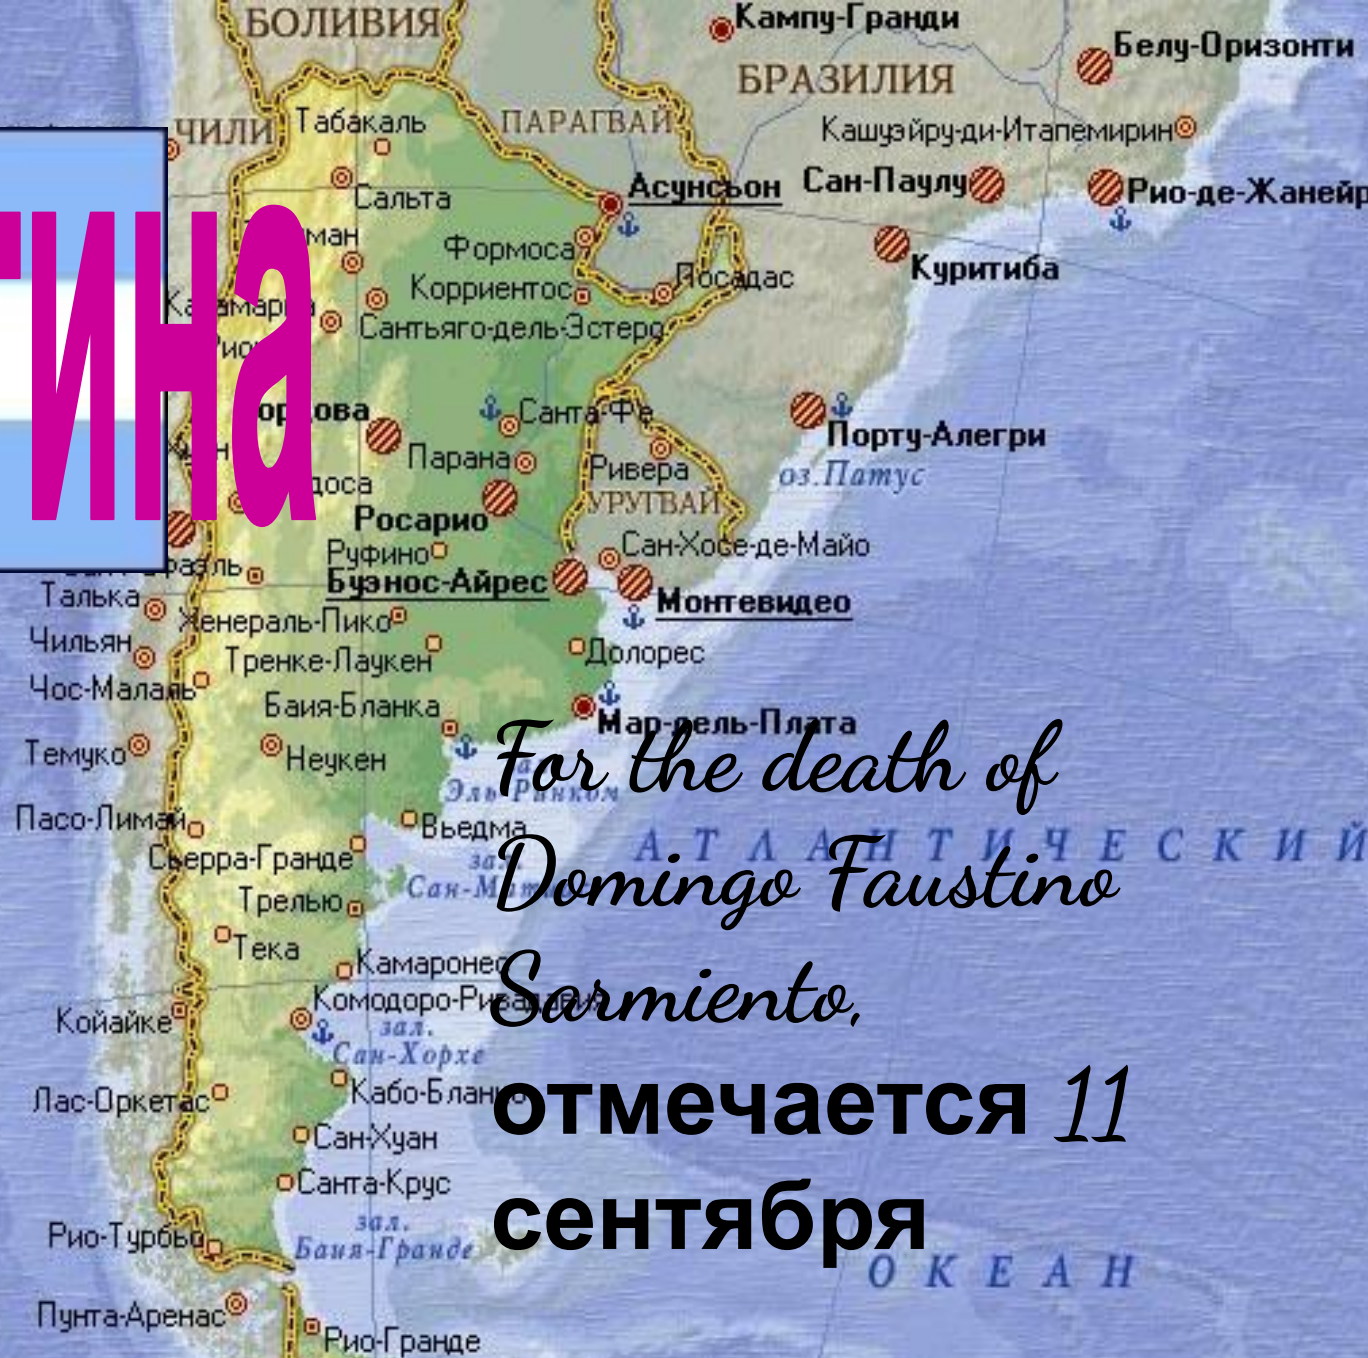 БОЛИВИЯ
Кампу-Гранди
Белу-Оризонти
БРАЗИЛИЯ
ЧИЛИ
Табакаль
ПАРАГВАЙ
Кашуэйру-ди-Итапемирин
Сальта
Асунсьон
Сан-Паулу
Рио-де-Жанейр
тина
Формоса
Куритиба
Корриентос
Посадас
Сантьяго-дель-Эстеро
Санта-Фе
Порту-Алегри
Парана
Ривера
оз.Патус
УРУГВАЙ
Росарио
Руфино
Сан-Хосе-де-Майо
Буэнос-Айрес
Талька
Монтевидео
Женераль-Пико
Чильян
Тренке-Лаукен
Долорес
Чос-Малаль
Баия-Бланка
Мар-дель-Плата
Темуко
Неукен
For the death of
Пасо-Лимай
Вьедма
АТЛАНТИЧЕСКИЙ
Сьерра-Гранде
зал.
Domingo Faustino
Трелью
Тека
Камаронес
Sarmiento,
Комодоро-Ривадавия
Койайке
зал.
Сан-Хорхе
Лас-Оркетас
Кабо-Бланко
отмечается 11
Сан-Хуан
Санта-Крус
сентября
Рио-Турбьо
зал.
Баия-Гранде
ОКЕАН
Пунта-Аренас
Рио-Гранде